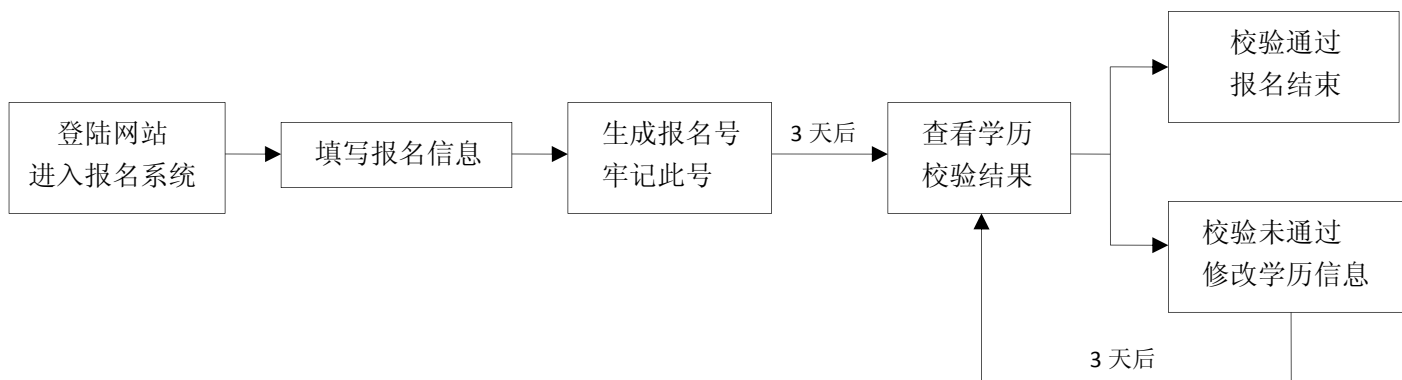 登陆网站
进入报名系统
填写报名信息
生成报名号
牢记此号
3 天后
查看学历
校验结果
校验通过
报名结束
校验未通过
修改学历信息
3 天后